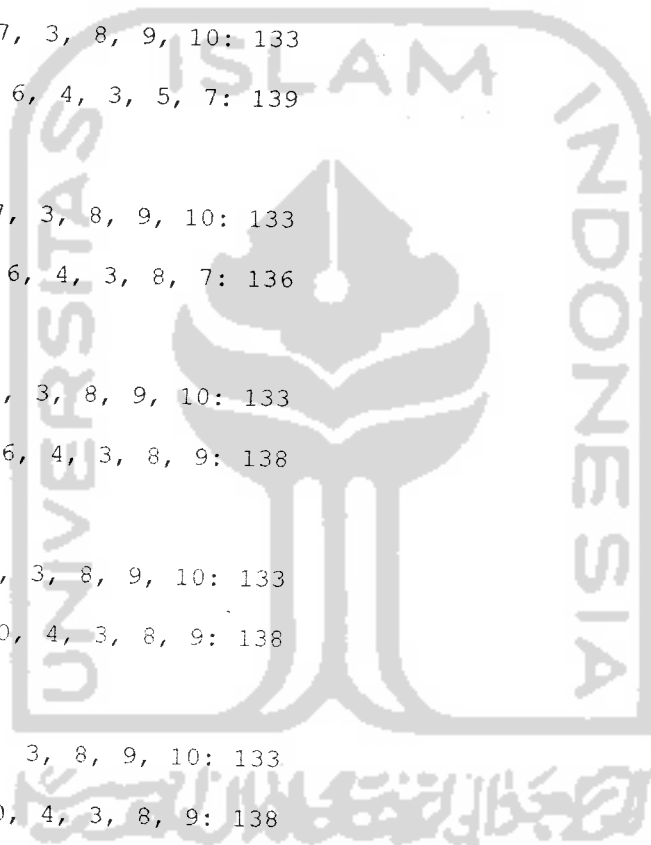 7, 3, 8, 9, 10: 133
6, 4, 3, 5, 7: 139
7, 3, 8, 9, 10: 133
6, 4, 3, 8, 7: 136
, 3, 8, 9, 10: 133
6, 4, 3, 8, 9: 138
, 3, 8, 9, 10: 133
0, 4, 3, 8, 9: 138
3, 8, 9, 10: 133
0, 4, 3, 8, 9: 138
ISLAM
UNIVERSITAS
INDONESIA